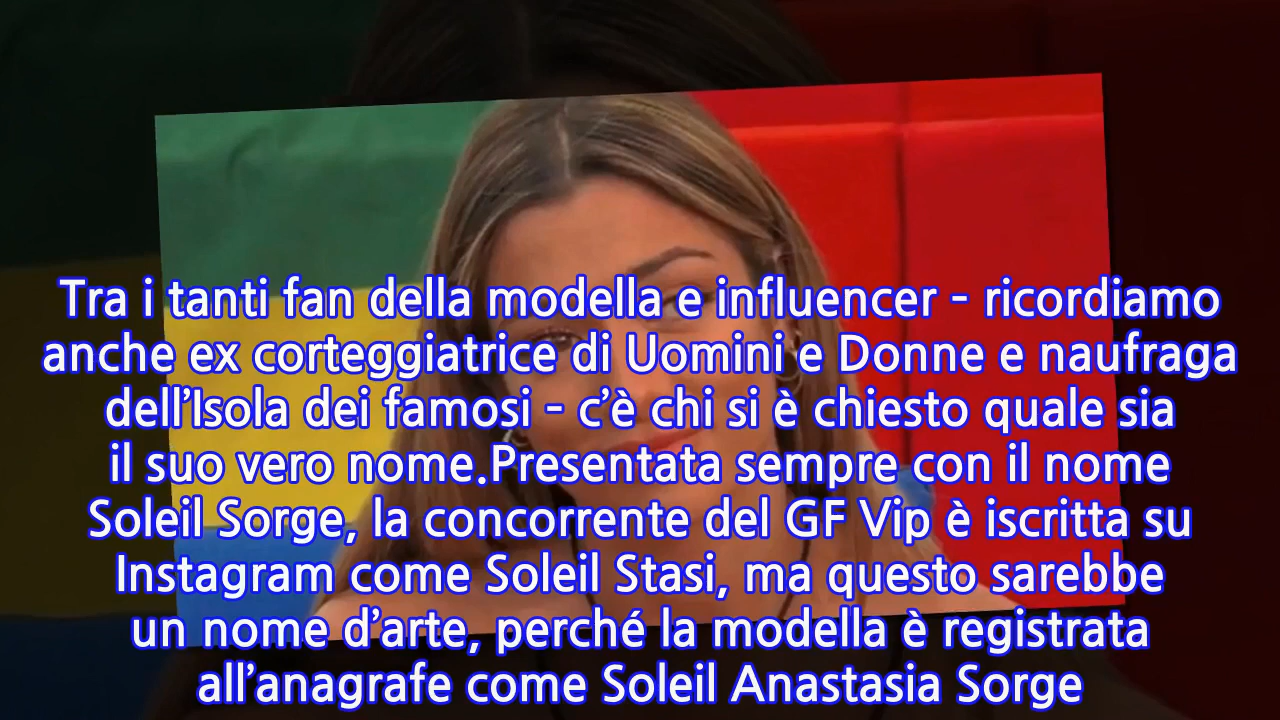 Tra i tanti fan della modella e influencer - ricordiamo
anche ex corteggiatrice di Uomini e Donne e naufraga
dell’Isola dei famosi - c’è chi si è chiesto quale sia
il suo vero nome.Presentata sempre con il nome
Soleil Sorge, la concorrente del GF Vip è iscritta su
Instagram come Soleil Stasi, ma questo sarebbe
un nome d’arte, perché la modella è registrata
all’anagrafe come Soleil Anastasia Sorge